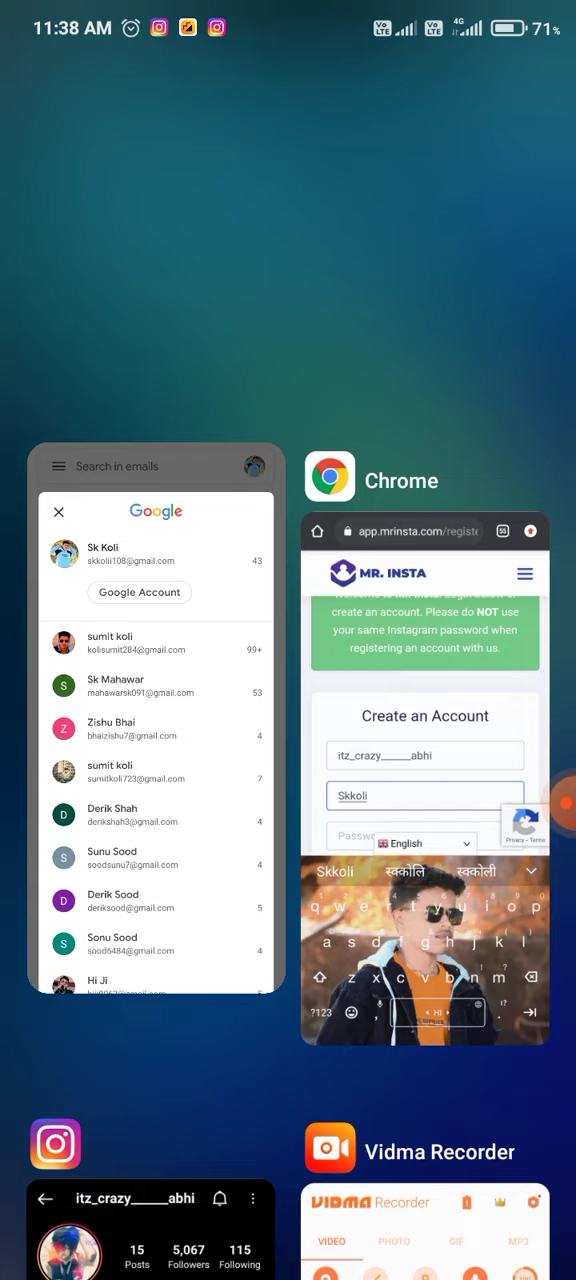 11:38 AM
Vo LTE
Vo LTE
4G
71%
Search in emails
Google
Sk Koli
skkolii108@gmail.com
43
Google Account
sumit koli
kolisumit284@gmail.com
99+
S
Sk Mahawar
mahawarsk091@gmail.com
53
Z
Zishu Bhai
bhaizishu7@gmail.com
4
sumit koli
sumitkoli723@gmail.com
7
D
Derik Shah
derikshah3@gmail.com
4
S
Sunu Sood
soodsunu7@gmail.com
4
D
Derik Sood
deriksood@gmail.com
5
S
Sonu Sood
sood6484@gmail.com
4
Hi Ji
Chrome
app.mrinsta.com/registe
55
MR. INSTA
create an account. Please do NOT use
your same Instagram password when
registering an account with us.
Create an Account
itz_crazy_____abhi
Skkoli
Passwo
English
Privacy - Terms
Skkoli स्कोलि स्कोली
q w e r t y u i o p
a s d f g h j k l
z x c v b n m
?123
HI
itz_crazy_____abhi
15
Posts
5,067
Followers
115
Following
Vidma Recorder
VIDMA Recorder
VIDEO
PHOTO
GIF
MP3